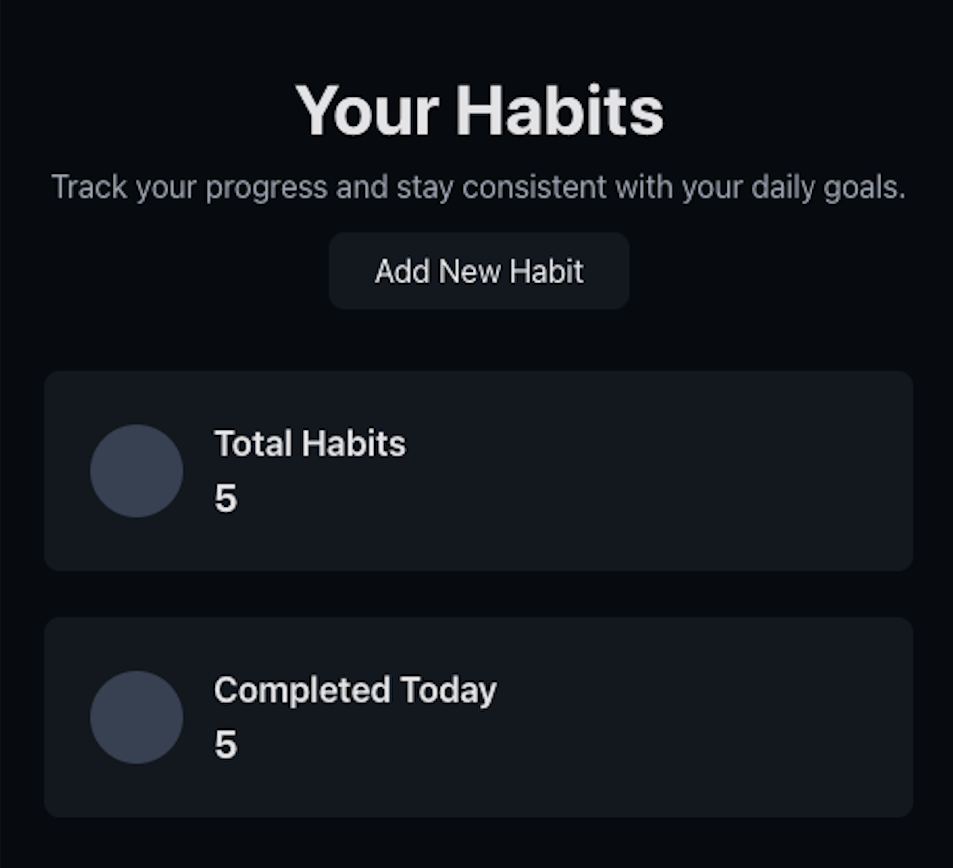 Your Habits
Track your progress and stay consistent with your daily goals.
Add New Habit
Total Habits
5
Completed Today
5